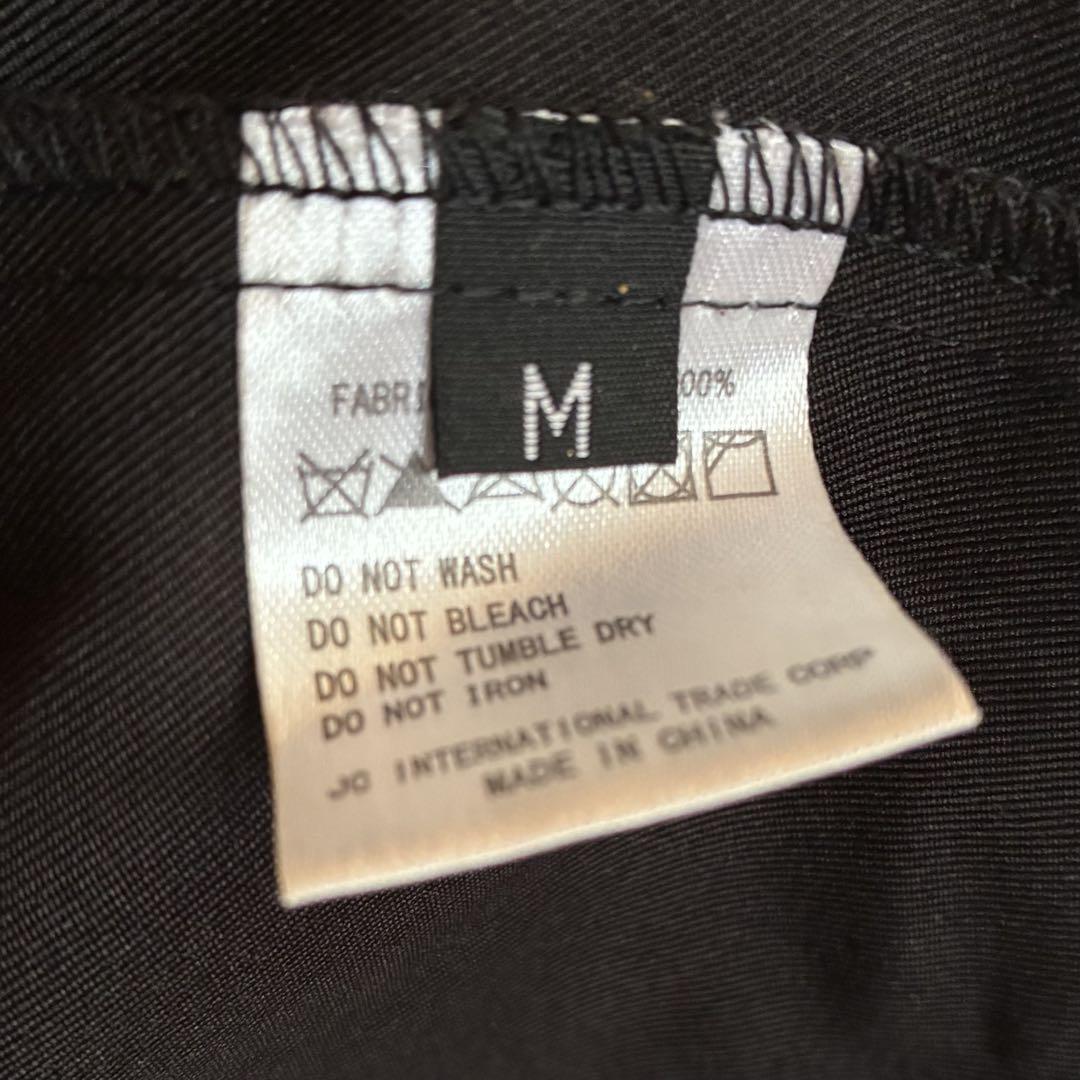 M
00%
DO NOT WASH
DO NOT BLEACH
DO NOT TUMBLE DRY
DO NOT IRON
JC INTERNATIONAL TRADE CORP
MADE IN CHINA